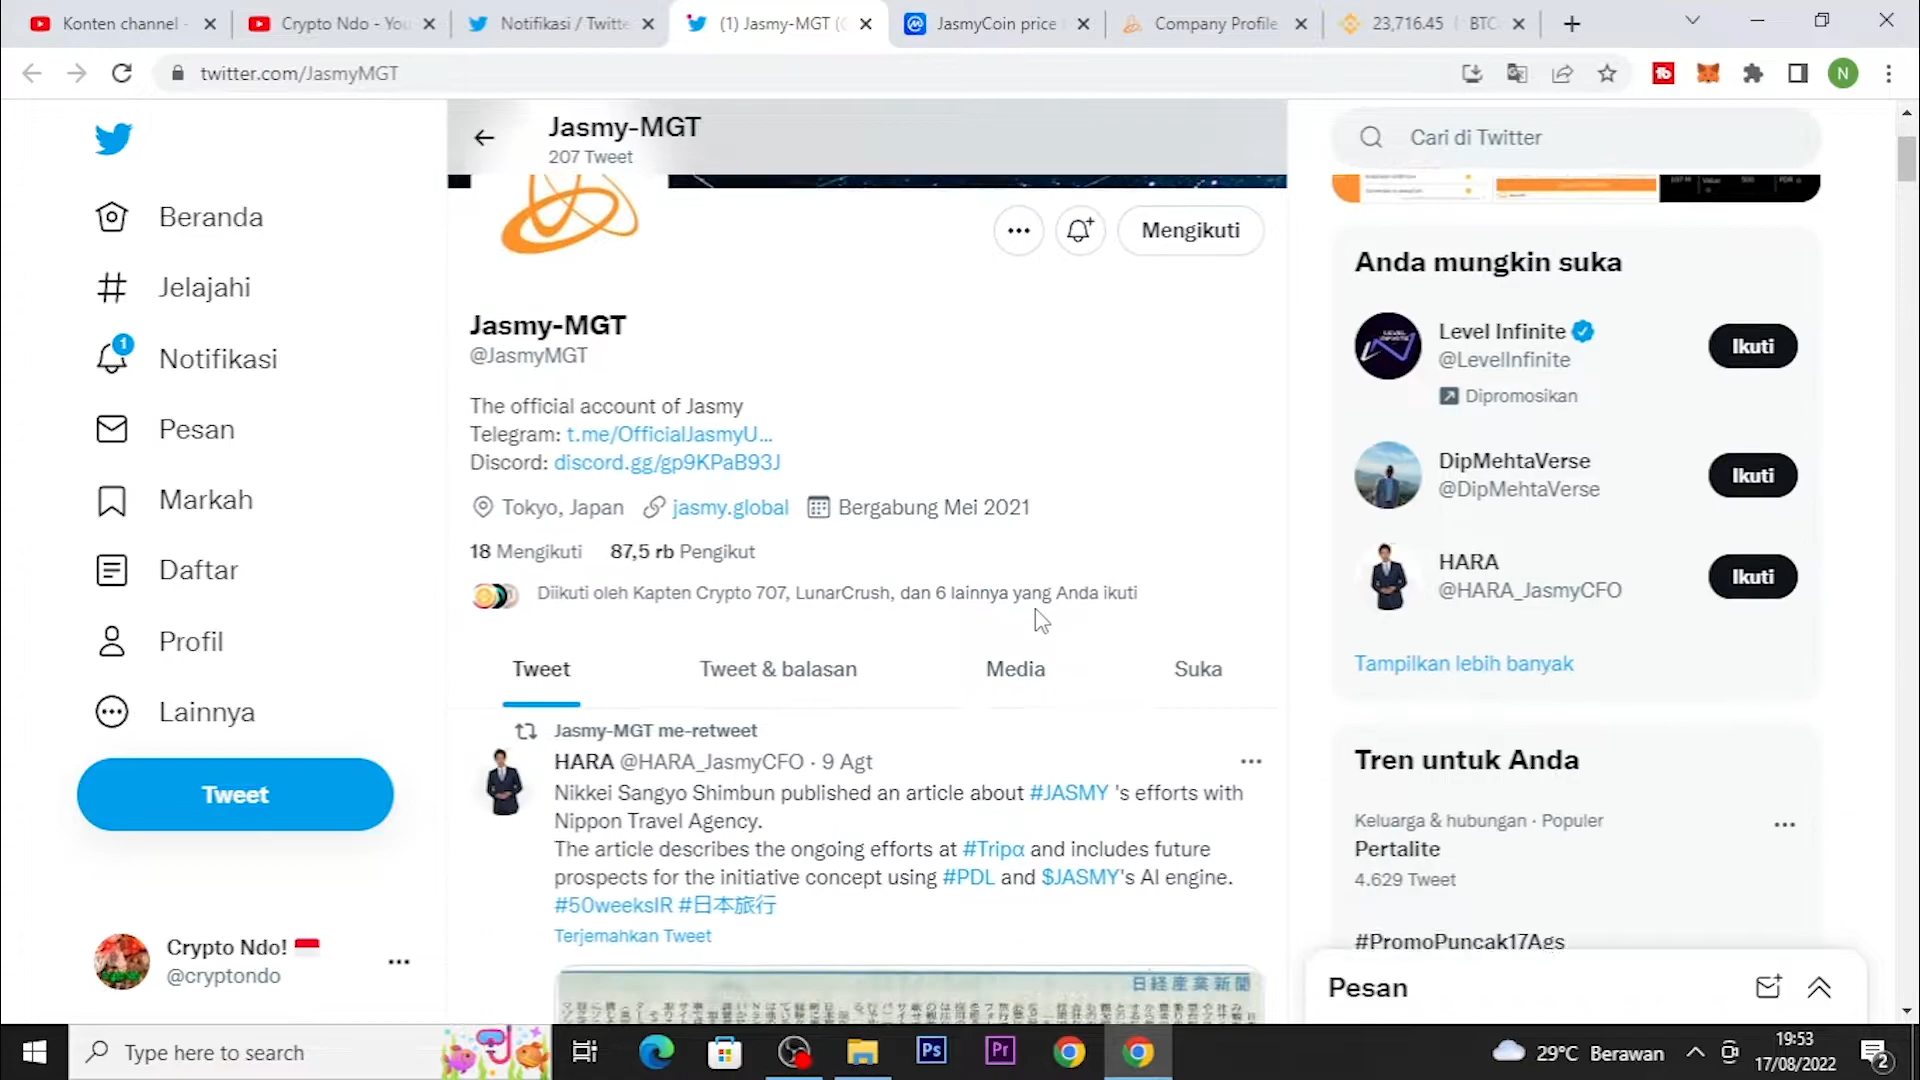 Konten channel -
Crypto Ndo - You
Notifikasi / Twitte
(1) Jasmy-MGT (
JasmyCoin price
Company Profile
23,716.45 | BTC
twitter.com/JasmyMGT
N
Jasmy-MGT
207 Tweet
Cari di Twitter
Beranda
Jelajahi
1
Notifikasi
Pesan
Markah
Daftar
Profil
Lainnya
Tweet
Crypto Ndo!
@cryptondo
Mengikuti
Jasmy-MGT
@JasmyMGT
The official account of Jasmy
Telegram: t.me/OfficialJasmyU...
Discord: discord.gg/gp9KPaB93J
Tokyo, Japan jasmy.global Bergabung Mei 2021
18 Mengikuti 87,5 rb Pengikut
Diikuti oleh Kapten Crypto 707, LunarCrush, dan 6 lainnya yang Anda ikuti
Tweet Tweet & balasan Media Suka
Jasmy-MGT me-retweet
HARA @HARA_JasmyCFO · 9 Agt
Nikkei Sangyo Shimbun published an article about #JASMY 's efforts with
Nippon Travel Agency.
The article describes the ongoing efforts at #Tripα and includes future
prospects for the initiative concept using #PDL and $JASMY's AI engine.
#50weeksIR #日本旅行
Terjemahkan Tweet
日経産業新聞
Anda mungkin suka
Level Infinite
@LevelInfinite
Dipromosikan
Ikuti
DipMehtaVerse
@DipMehtaVerse
Ikuti
HARA
@HARA_JasmyCFO
Ikuti
Tampilkan lebih banyak
Tren untuk Anda
Keluarga & hubungan · Populer
Pertalite
4.629 Tweet
#PromoPuncak17Ags
Pesan
Type here to search
Ps
Pr
29°C Berawan
19:53
17/08/2022
2